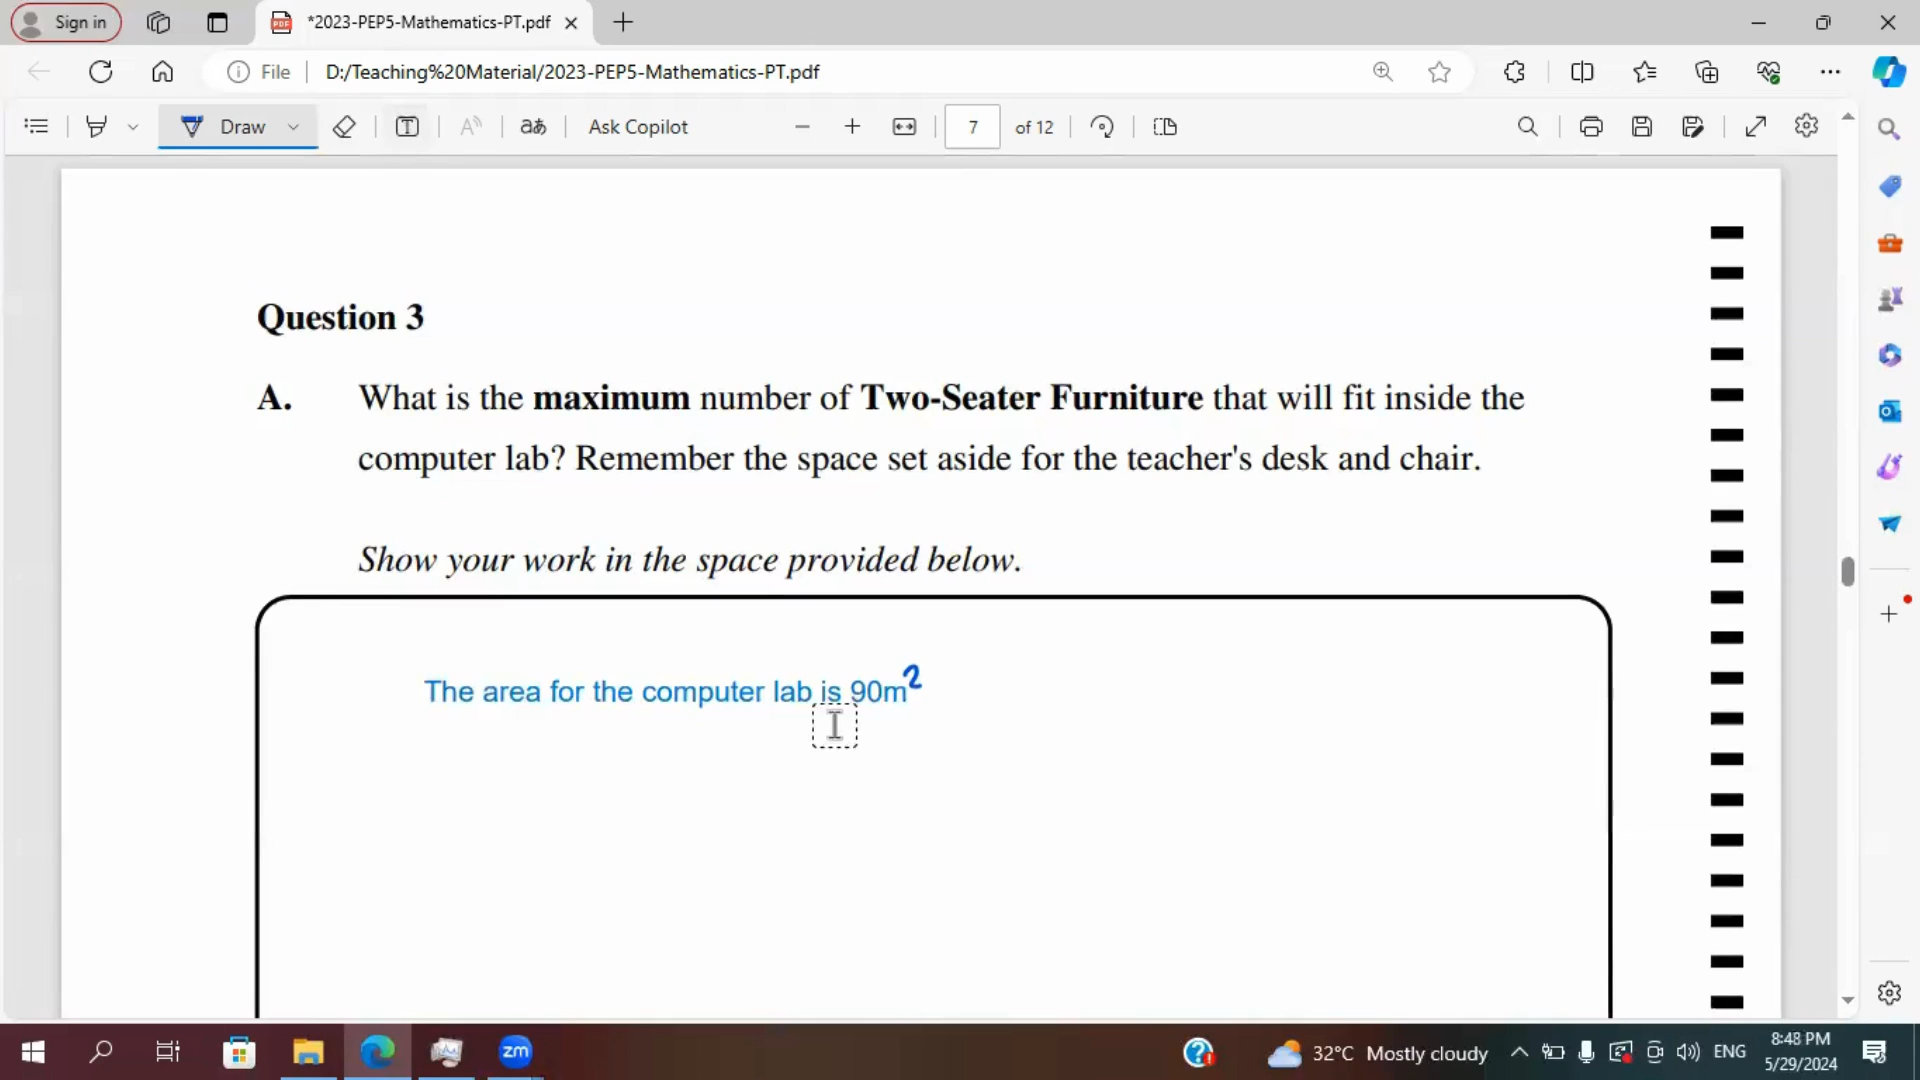 Sign in
*2023-PEP5-Mathematics-PT.pdf
File
D:/Teaching%20Material/2023-PEP5-Mathematics-PT.pdf
Draw
aあ
Ask Copilot
7
of 12
Question 3
A. What is the maximum number of Two-Seater Furniture that will fit inside the
computer lab? Remember the space set aside for the teacher's desk and chair.
Show your work in the space provided below.
The area for the computer lab is 90m²
zm
32°C Mostly cloudy
ENG
8:48 PM
5/29/2024